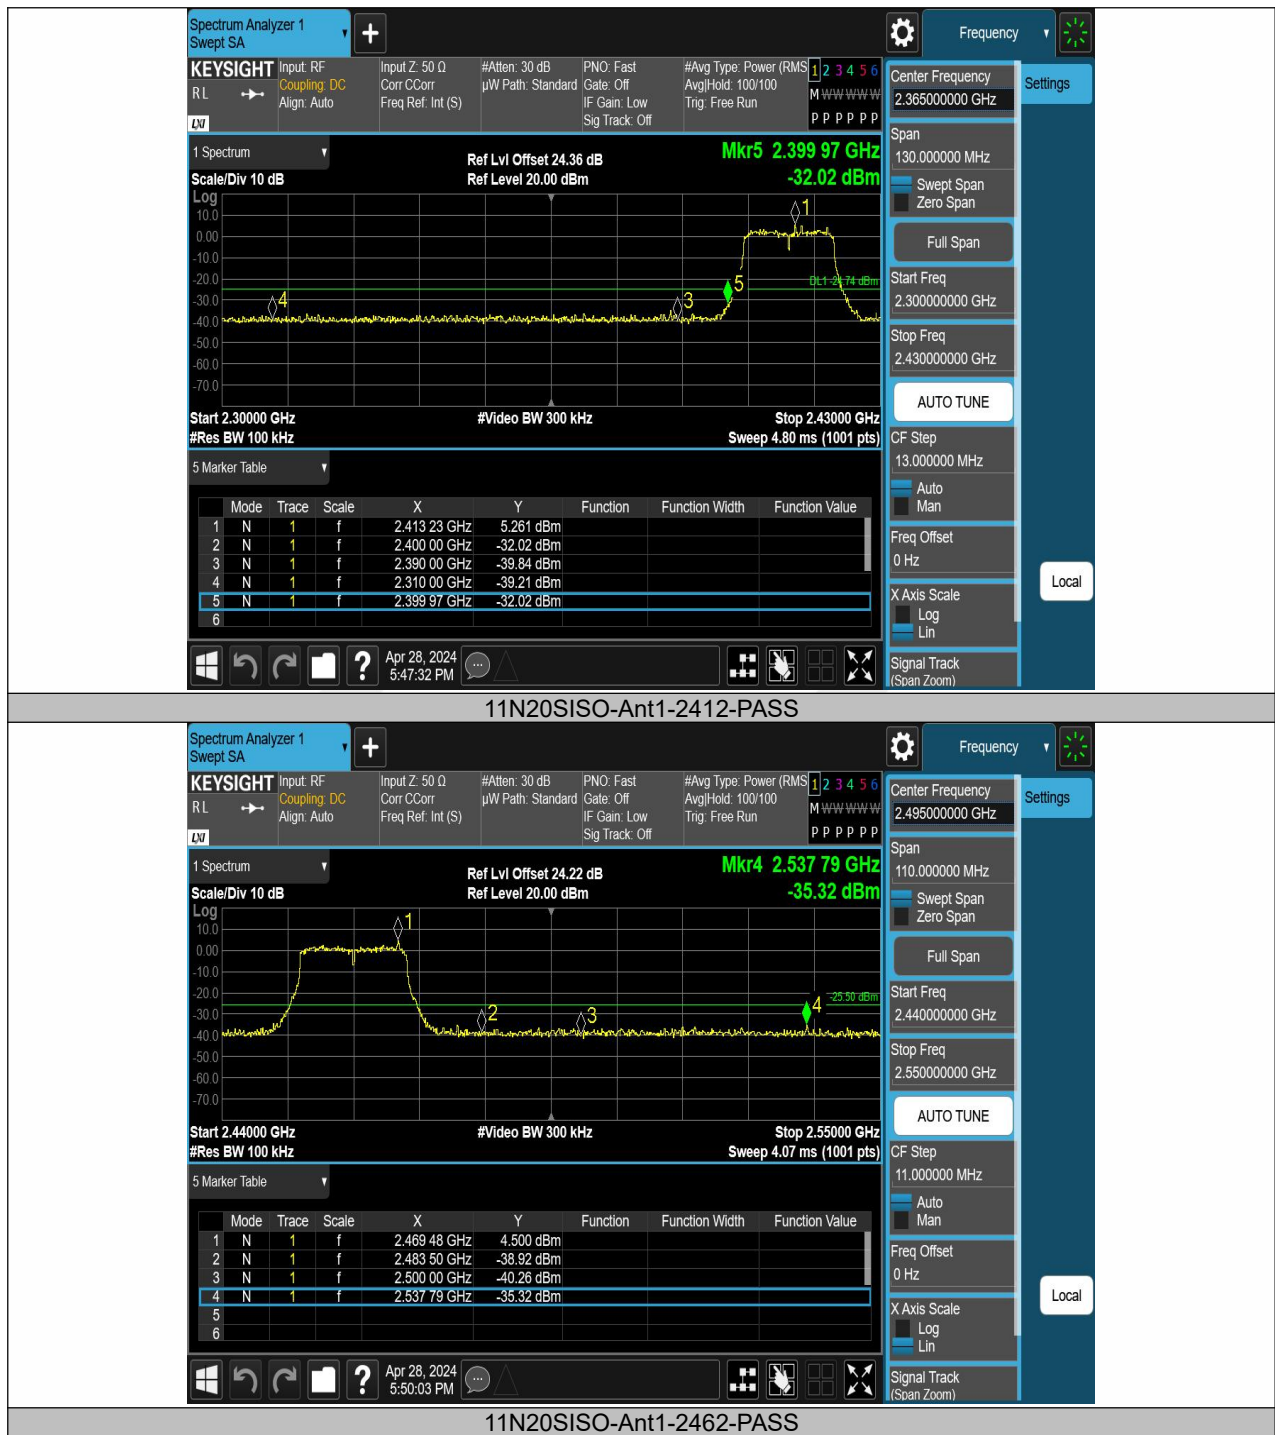 Spectrum Analyzer 1
Swept SA
+
Frequency
KEYSIGHT Input: RF Input Z: 50 Ω #Atten: 30 dB PNO: Fast #Avg Type: Power (RMS 1 2 3 4 5 6
RL Coupling: DC Corr CCorr µW Path: Standard Gate: Off Avg|Hold: 100/100 M W W W W W
Align: Auto Freq Ref: Int (S) IF Gain: Low Trig: Free Run
LXI Sig Track: Off P P P P P P
1 Spectrum Ref Lvl Offset 24.36 dB Mkr5 2.399 97 GHz
Scale/Div 10 dB Ref Level 20.00 dBm -32.02 dBm
Log
10.0
0.00
-10.0
-20.0
-30.0
-40.0
-50.0
-60.0
-70.0
1
DL1 -24.74 dBm
5
4
3
Start 2.30000 GHz #Video BW 300 kHz Stop 2.43000 GHz
#Res BW 100 kHz Sweep 4.80 ms (1001 pts)
5 Marker Table
Mode Trace Scale X Y Function Function Width Function Value
1 N 1 f 2.413 23 GHz 5.261 dBm
2 N 1 f 2.400 00 GHz -32.02 dBm
3 N 1 f 2.390 00 GHz -39.84 dBm
4 N 1 f 2.310 00 GHz -39.21 dBm
5 N 1 f 2.399 97 GHz -32.02 dBm
6
? Apr 28, 2024
5:47:32 PM
Center Frequency
2.365000000 GHz
Settings
Span
130.000000 MHz
Swept Span
Zero Span
Full Span
Start Freq
2.300000000 GHz
Stop Freq
2.430000000 GHz
AUTO TUNE
CF Step
13.000000 MHz
Auto
Man
Freq Offset
0 Hz
Local
X Axis Scale
Log
Lin
Signal Track
(Span Zoom)
11N20SISO-Ant1-2412-PASS
Spectrum Analyzer 1
Swept SA
+
Frequency
KEYSIGHT Input: RF Input Z: 50 Ω #Atten: 30 dB PNO: Fast #Avg Type: Power (RMS 1 2 3 4 5 6
RL Coupling: DC Corr CCorr µW Path: Standard Gate: Off Avg|Hold: 100/100 M W W W W W
Align: Auto Freq Ref: Int (S) IF Gain: Low Trig: Free Run
LXI Sig Track: Off P P P P P P
1 Spectrum Ref Lvl Offset 24.22 dB Mkr4 2.537 79 GHz
Scale/Div 10 dB Ref Level 20.00 dBm -35.32 dBm
Log
10.0
0.00
-10.0
-20.0
-30.0
-40.0
-50.0
-60.0
-70.0
1
-25.50 dBm
4
2
3
Start 2.44000 GHz #Video BW 300 kHz Stop 2.55000 GHz
#Res BW 100 kHz Sweep 4.07 ms (1001 pts)
5 Marker Table
Mode Trace Scale X Y Function Function Width Function Value
1 N 1 f 2.469 48 GHz 4.500 dBm
2 N 1 f 2.483 50 GHz -38.92 dBm
3 N 1 f 2.500 00 GHz -40.26 dBm
4 N 1 f 2.537 79 GHz -35.32 dBm
5
6
? Apr 28, 2024
5:50:03 PM
Center Frequency
2.495000000 GHz
Settings
Span
110.000000 MHz
Swept Span
Zero Span
Full Span
Start Freq
2.440000000 GHz
Stop Freq
2.550000000 GHz
AUTO TUNE
CF Step
11.000000 MHz
Auto
Man
Freq Offset
0 Hz
Local
X Axis Scale
Log
Lin
Signal Track
(Span Zoom)
11N20SISO-Ant1-2462-PASS